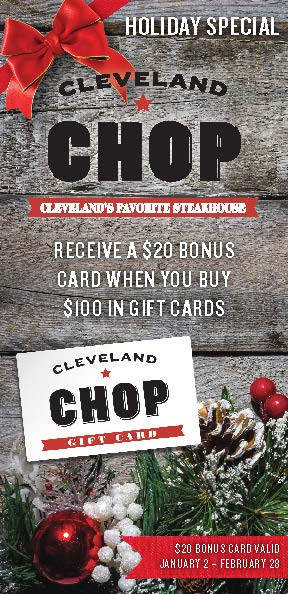 HOLIDAY SPECIAL
CLEVELAND
CHOP
CLEVELAND'S FAVORITE STEAKHOUSE
RECEIVE A $20 BONUS
CARD WHEN YOU BUY
$100 IN GIFT CARDS
CLEVELAND
CHOP
GIFT CARD
$20 BONUS CARD VALID
JANUARY 2 – FEBRUARY 28